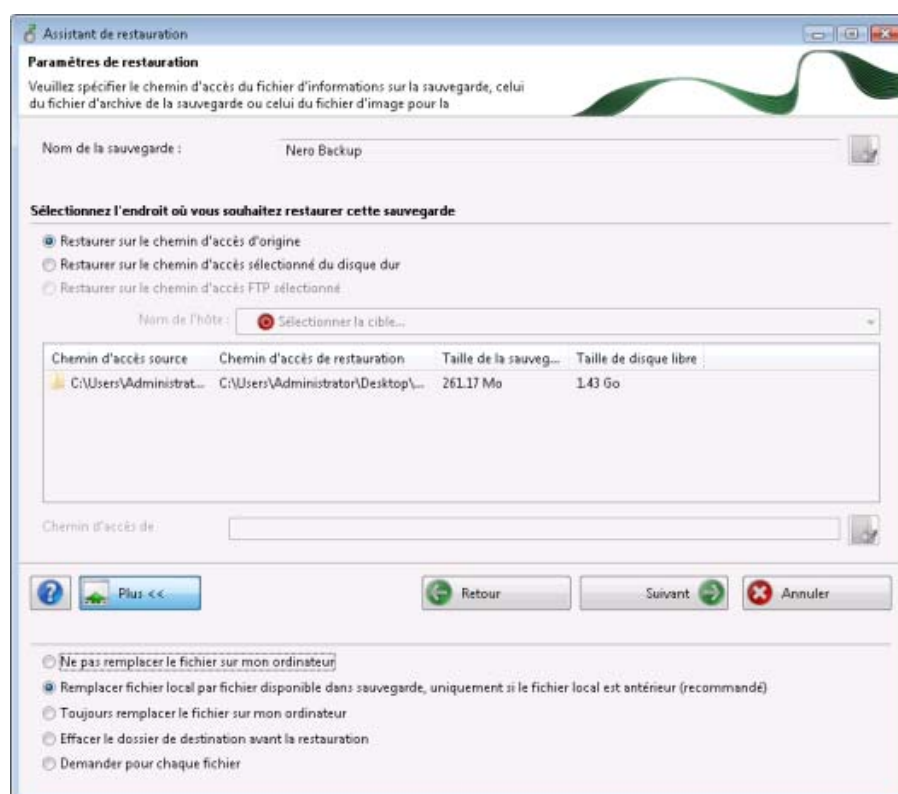 Assistant de restauration
Paramètres de restauration
Veuillez spécifier le chemin d'accès du fichier d'informations sur la sauvegarde, celui
du fichier d'archive de la sauvegarde ou celui du fichier d'image pour la
Nom de la sauvegarde : Nero Backup
Sélectionnez l'endroit où vous souhaitez restaurer cette sauvegarde
Restaurer sur le chemin d'accès d'origine
Restaurer sur le chemin d'accès sélectionné du disque dur
Restaurer sur le chemin d'accès FTP sélectionné
Nom de l'hôte : Sélectionner la cible...
Chemin d'accès source Chemin d'accès de restauration Taille de la sauveg... Taille de disque libre
C:\Users\Administrat... C:\Users\Administrator\Desktop\... 261.17 Mo 1.43 Go
Chemin d'accès de
Plus << Retour Suivant Annuler
Ne pas remplacer le fichier sur mon ordinateur
Remplacer fichier local par fichier disponible dans sauvegarde, uniquement si le fichier local est antérieur (recommandé)
Toujours remplacer le fichier sur mon ordinateur
Effacer le dossier de destination avant la restauration
Demander pour chaque fichier